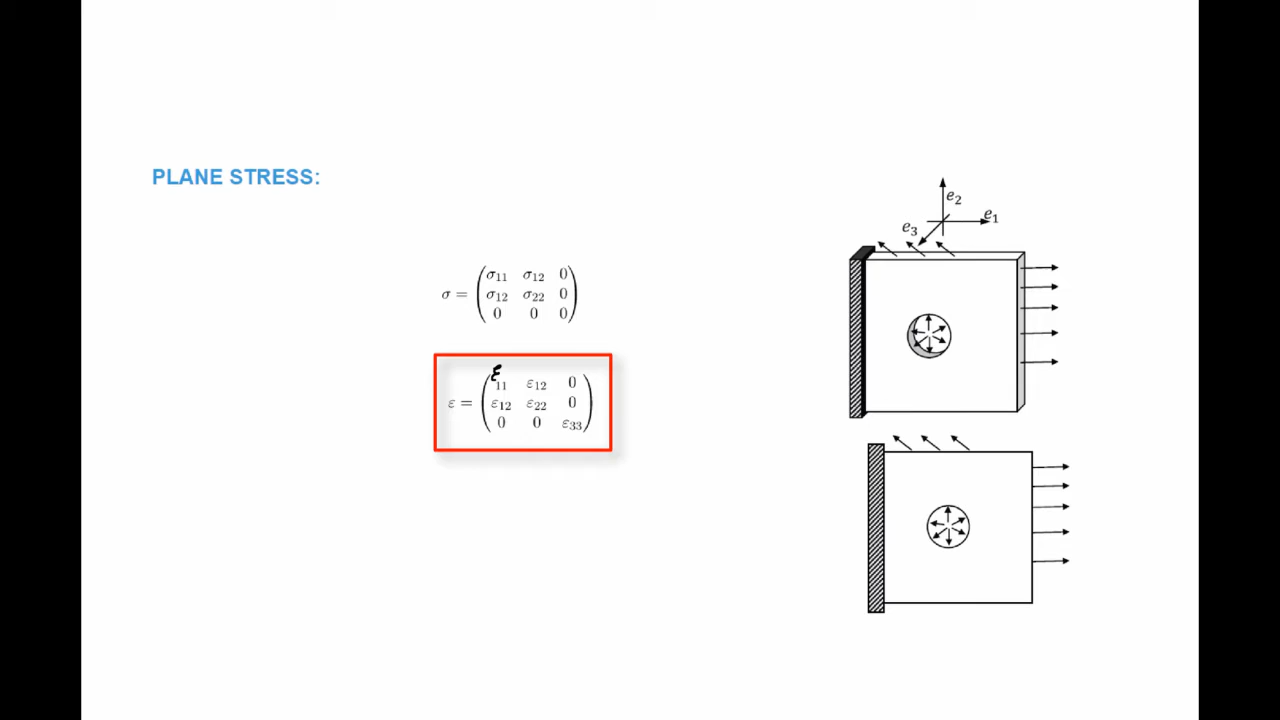 PLANE STRESS:
σ = (σ11 σ12 0
σ12 σ22 0
0 0 0)
ε = (ε11 ε12 0
ε12 ε22 0
0 0 ε33)
e2
e1
e3